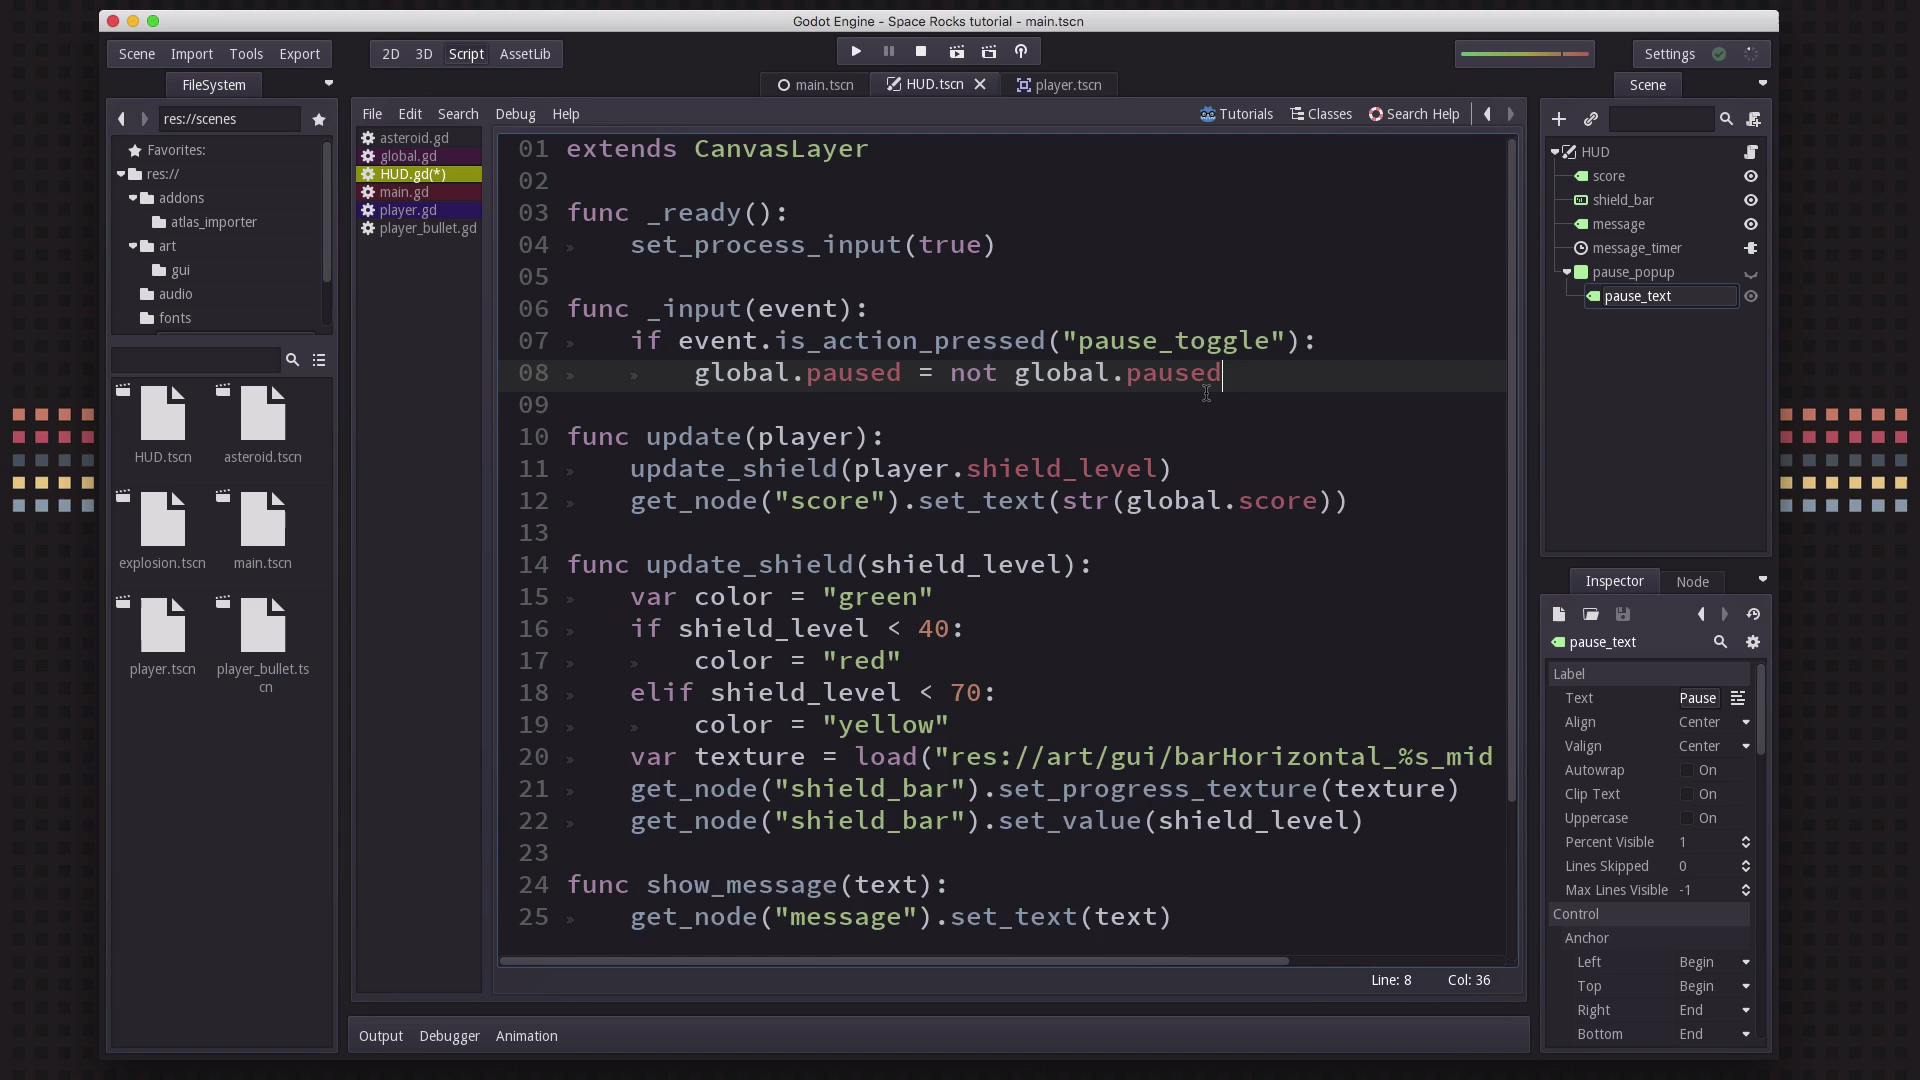 Godot Engine - Space Rocks tutorial - main.tscn
Scene Import Tools Export
2D 3D Script AssetLib
Settings
FileSystem
main.tscn HUD.tscn player.tscn
Scene
res://scenes
Favorites:
res://
addons
atlas_importer
art
gui
audio
fonts
HUD.tscn asteroid.tscn
explosion.tscn main.tscn
player.tscn player_bullet.ts
cn
File Edit Search Debug Help
Tutorials Classes Search Help
asteroid.gd
global.gd
HUD.gd(*)
main.gd
player.gd
player_bullet.gd
01 extends CanvasLayer
02
03 func _ready():
04 set_process_input(true)
05
06 func _input(event):
07 if event.is_action_pressed("pause_toggle"):
08 global.paused = not global.paused
09
10 func update(player):
11 update_shield(player.shield_level)
12 get_node("score").set_text(str(global.score))
13
14 func update_shield(shield_level):
15 var color = "green"
16 if shield_level < 40:
17 color = "red"
18 elif shield_level < 70:
19 color = "yellow"
20 var texture = load("res://art/gui/barHorizontal_%s_mid
21 get_node("shield_bar").set_progress_texture(texture)
22 get_node("shield_bar").set_value(shield_level)
23
24 func show_message(text):
25 get_node("message").set_text(text)
Line: 8 Col: 36
Output Debugger Animation
HUD
score
shield_bar
message
message_timer
pause_popup
pause_text
Inspector Node
pause_text
Label
Text Pause
Align Center
Valign Center
Autowrap On
Clip Text On
Uppercase On
Percent Visible 1
Lines Skipped 0
Max Lines Visible -1
Control
Anchor
Left Begin
Top Begin
Right End
Bottom End